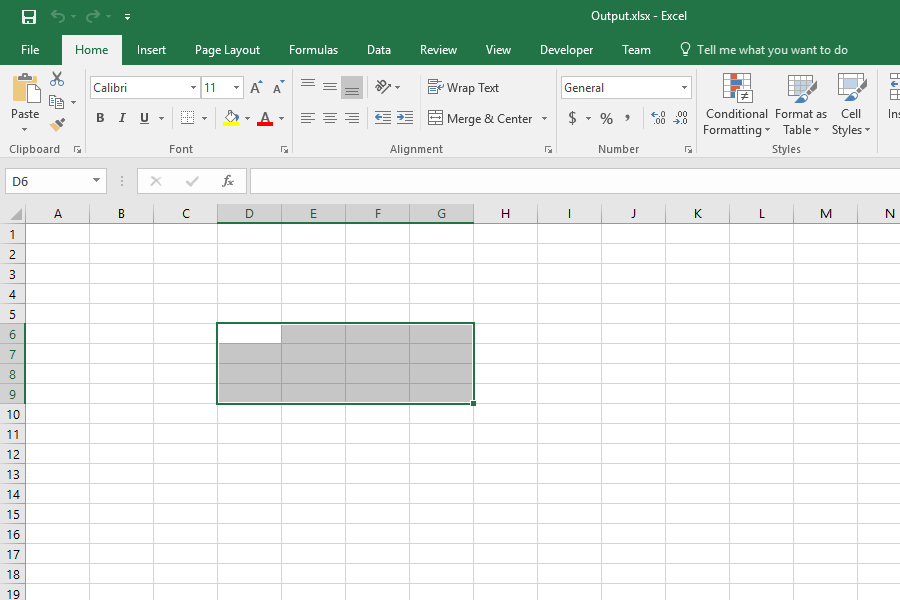 Output.xlsx - Excel
File Home Insert Page Layout Formulas Data Review View Developer Team Tell me what you want to do
Calibri 11 Wrap Text General
Paste B I U A Merge & Center $ % , Conditional Formatting Format as Table Cell Styles
Clipboard Font Alignment Number Styles
D6 fx
A B C D E F G H I J K L M N
1
2
3
4
5
6
7
8
9
10
11
12
13
14
15
16
17
18
19